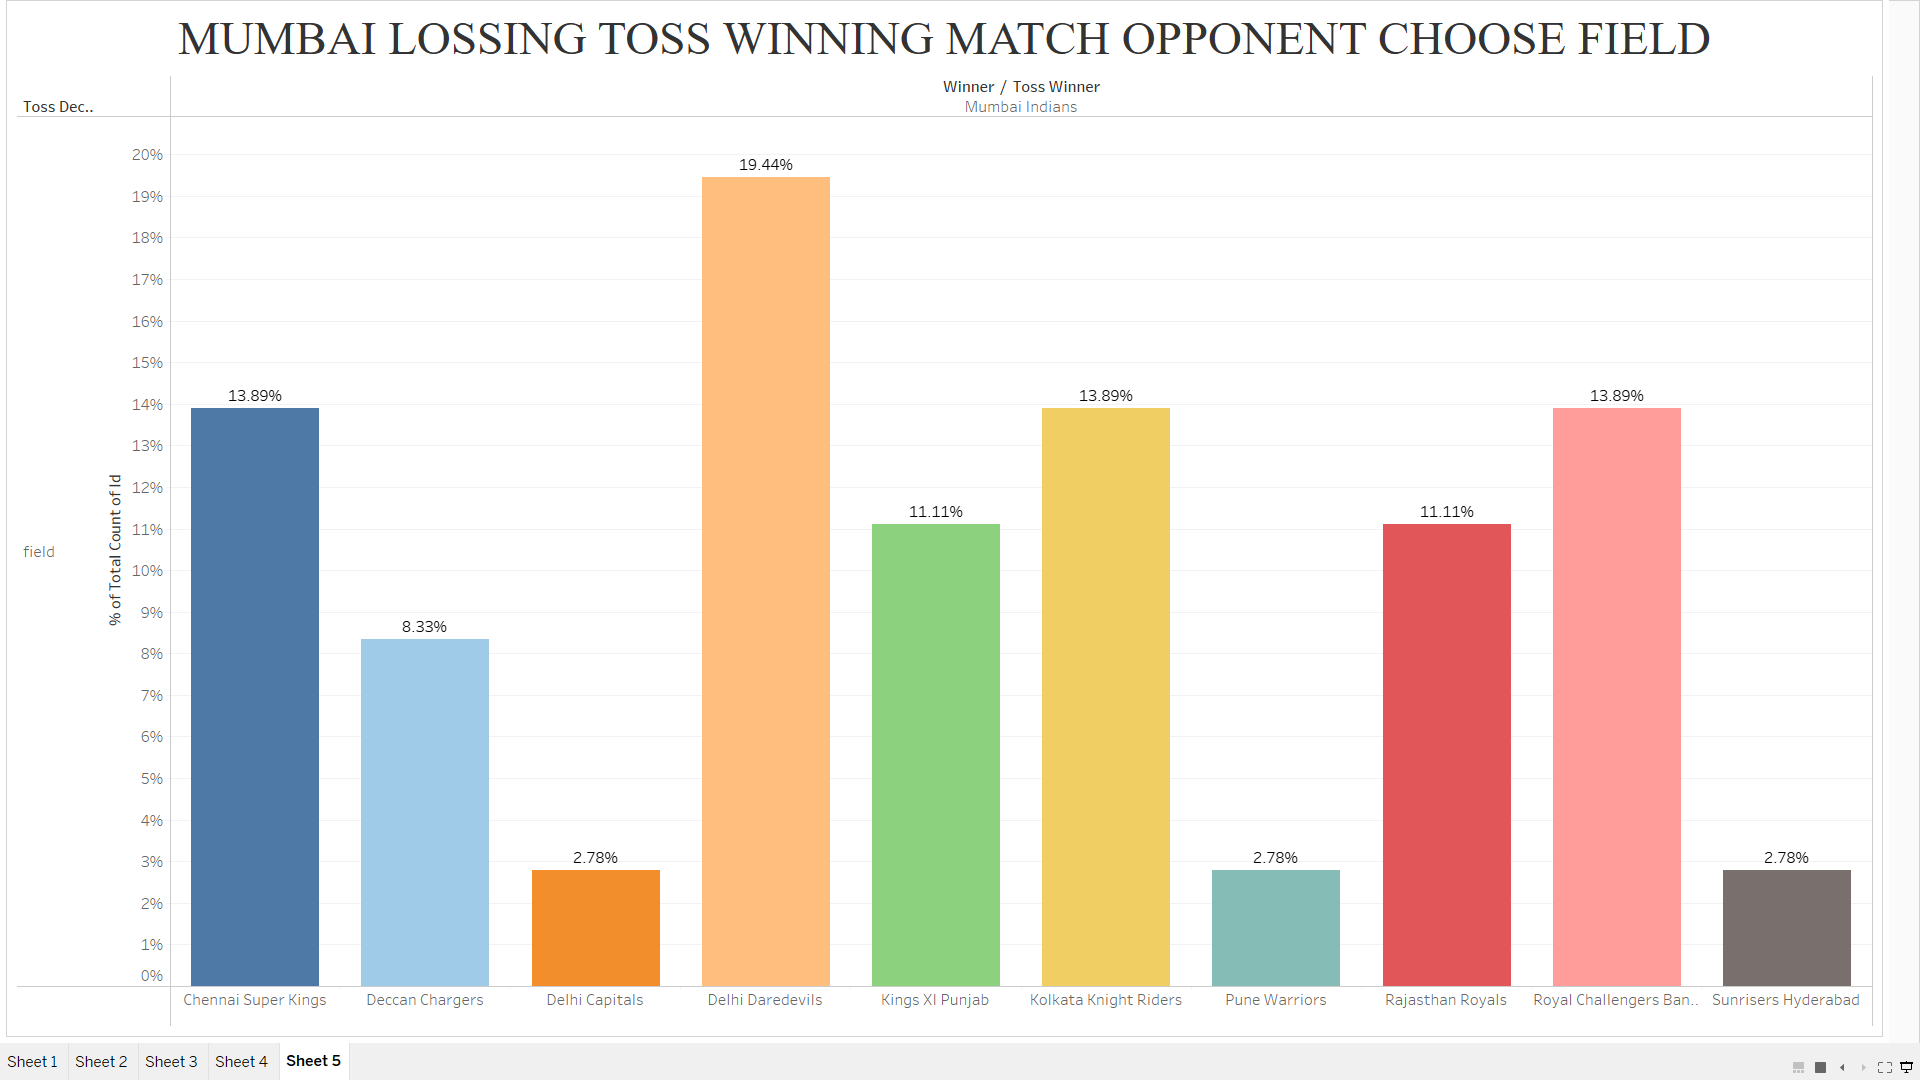 MUMBAI LOSSING TOSS WINNING MATCH OPPONENT CHOOSE FIELD
Winner / Toss Winner
Toss Dec..
Mumbai Indians
20%
19.44%
19%
18%
17%
16%
15%
13.89%
13.89%
13.89%
14%
13%
12%
11.11%
11.11%
11%
field
% of Total Count of Id
10%
9%
8.33%
8%
7%
6%
5%
4%
3%
2.78%
2.78%
2.78%
2%
1%
0%
Chennai Super Kings
Deccan Chargers
Delhi Capitals
Delhi Daredevils
Kings XI Punjab
Kolkata Knight Riders
Pune Warriors
Rajasthan Royals
Royal Challengers Ban..
Sunrisers Hyderabad
Sheet 1
Sheet 2
Sheet 3
Sheet 4
Sheet 5